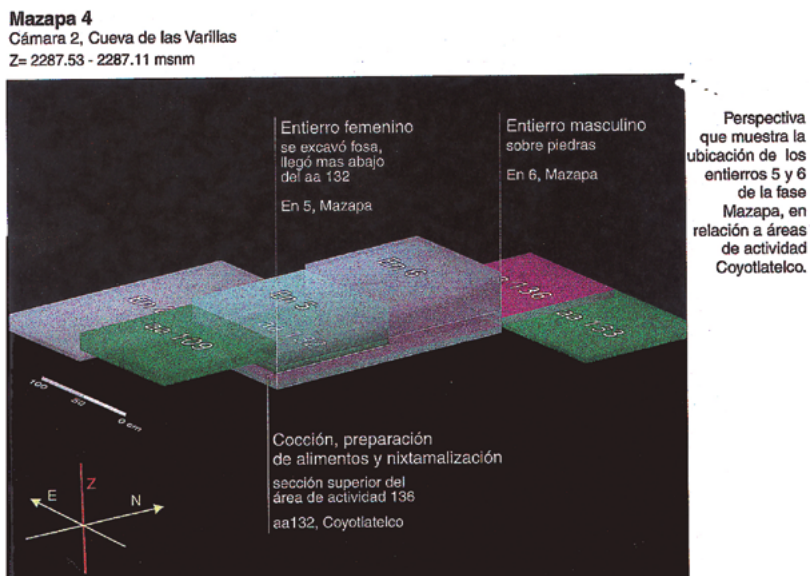 Mazapa 4
Cámara 2, Cueva de las Varillas
Z= 2287.53 - 2287.11 msnm
Entierro femenino
se excavó fosa,
llegó mas abajo
del aa 132
En 5, Mazapa
Entierro masculino
sobre piedras
En 6, Mazapa
Perspectiva
que muestra la
ubicación de los
entierros 5 y 6
de la fase
Mazapa, en
relación a áreas
de actividad
Coyotlatelco.
En 6
En 5
136
aa 132
aa 133
100
50
0 cm
Cocción, preparación
de alimentos y nixtamalización
sección superior del
área de actividad 136
aa132, Coyotlatelco
E
Z
N